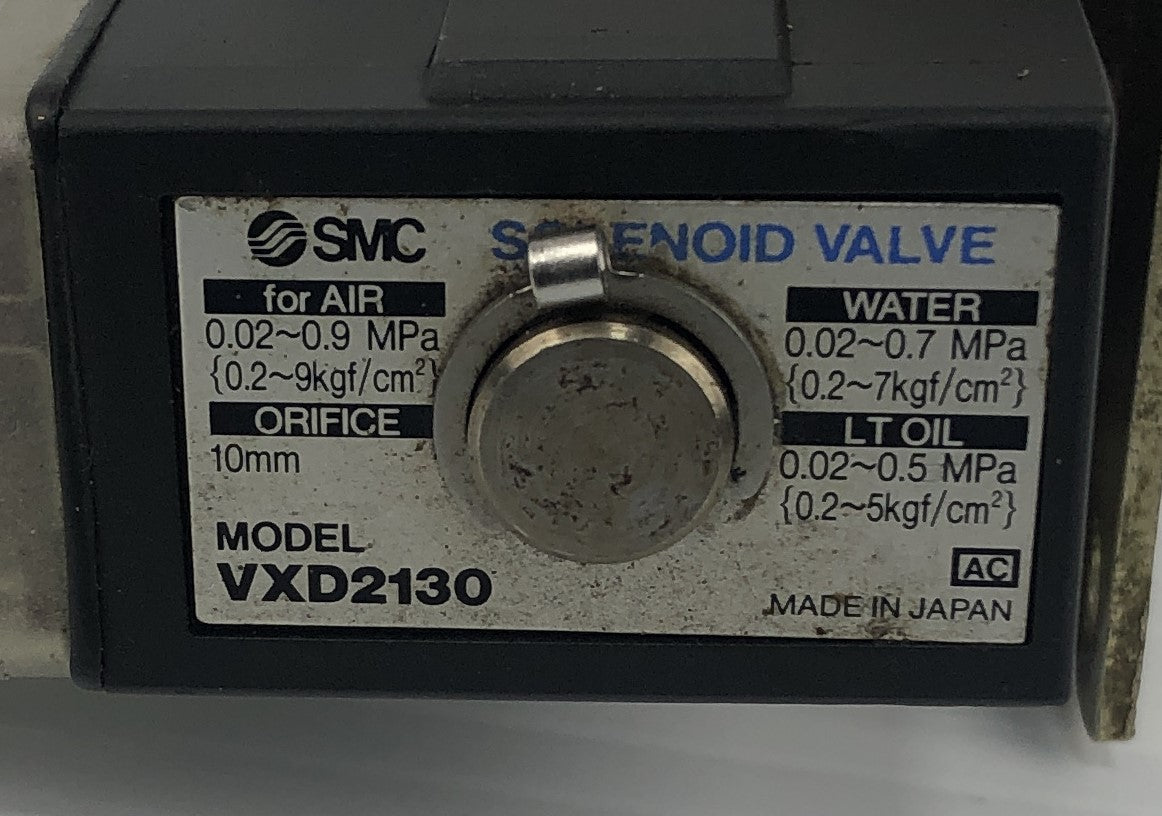 SMC SOLENOID VALVE
for AIR
0.02~0.9 MPa
{0.2~9kgf/cm²}
ORIFICE
10mm
MODEL
VXD2130
WATER
0.02~0.7 MPa
{0.2~7kgf/cm²}
LT OIL
0.02~0.5 MPa
{0.2~5kgf/cm²}
AC
MADE IN JAPAN